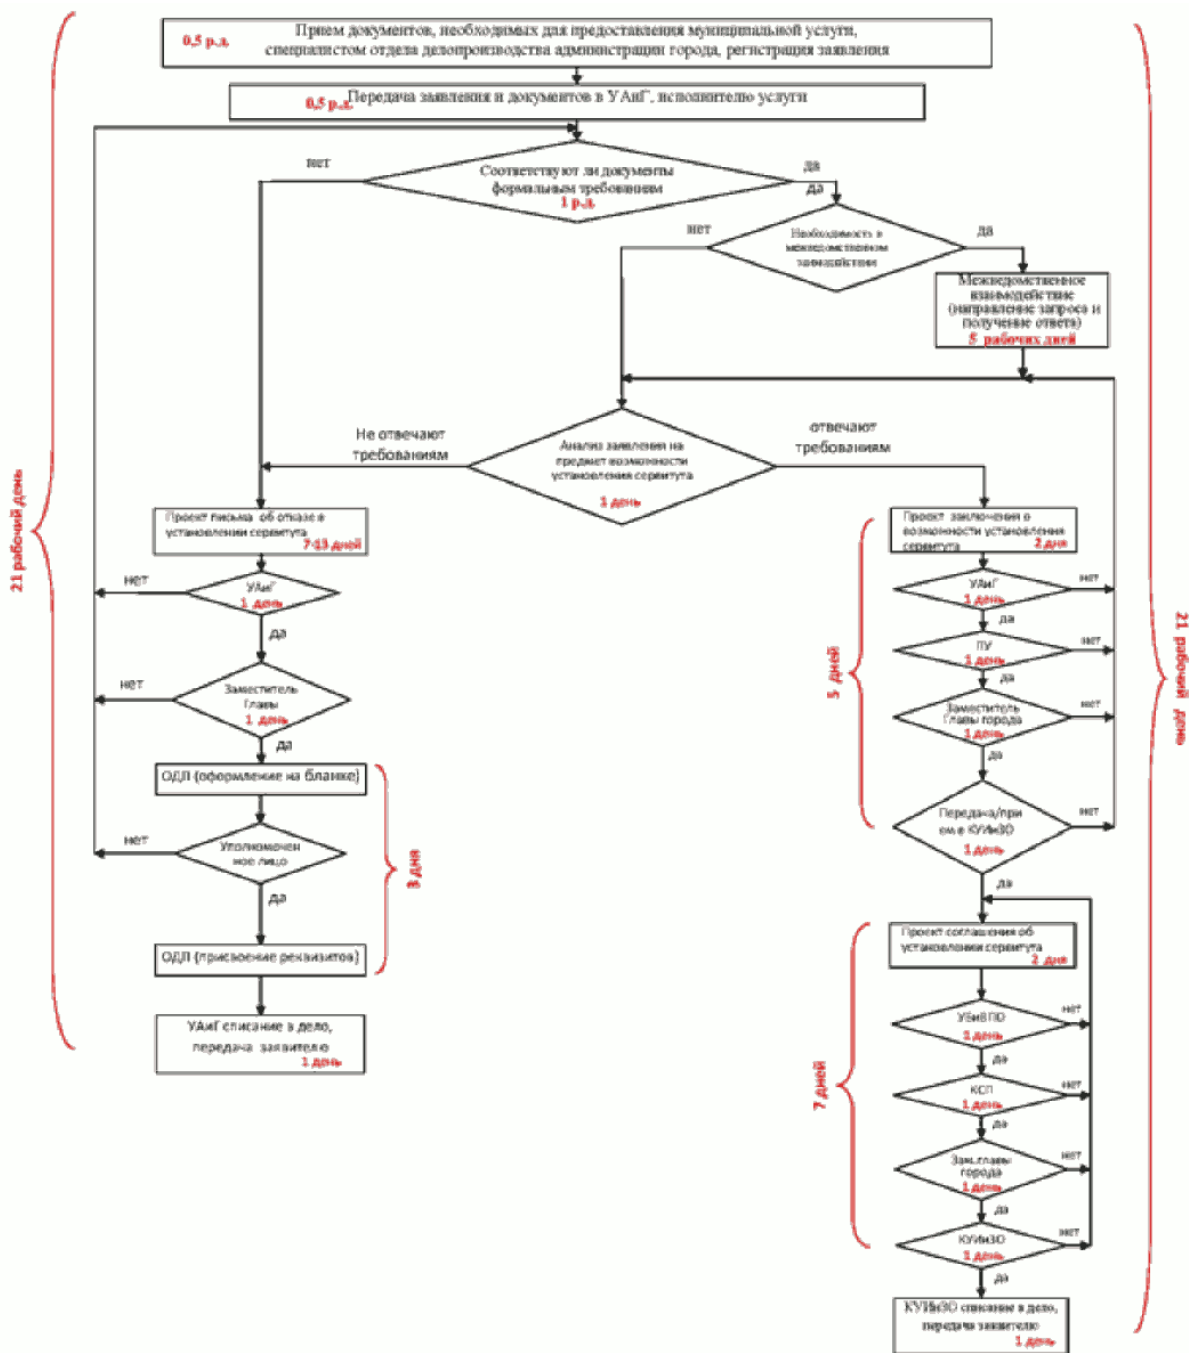 Прием документов, необходимых для предоставления муниципальной услуги,
0,5 р.д.
специалистом отдела делопроизводства администрации города, регистрация заявления
Передача заявления и документов в УАиГ, исполнителю услуги
0,5 р.д.
нет
да
Соответствуют ли документы
формальным требованиям
1 р.д.
да
нет
да
Необходимость в
межведомственном
Межведомственное
взаимодействие
(направление запроса и
получение ответа)
5 рабочих дней
Не отвечают
требованиям
отвечают
требованиям
Анализ заявления на
предмет возможности
установления сервитута
1 день
21 рабочий день
Проект письма об отказе в
установлении сервитута
7-13 дней
Проект заключения о
возможности установления
сервитута
2 дня
нет
УАиГ
1 день
да
УАиГ
1 день
нет
да
ПУ
1 день
нет
да
5 дней
21 рабочий день
нет
Заместитель
Главы
1 день
да
Заместитель
Главы города
1 день
нет
да
ОДП (оформление на бланке)
Передача/при
ем в КУИиЗО
1 день
нет
да
нет
Уполномочен
ное лицо
да
3 дня
ОДП (присвоение реквизитов)
Проект соглашения об
установлении сервитута
2 дня
УАиГ списание в дело,
передача заявителю
1 день
УБиВПО
1 день
нет
да
7 дней
КСП
1 день
нет
да
Зам.главы
города
1 день
нет
да
КУИиЗО
1 день
нет
да
КУИиЗО списание в дело,
передача заявителю
1 день